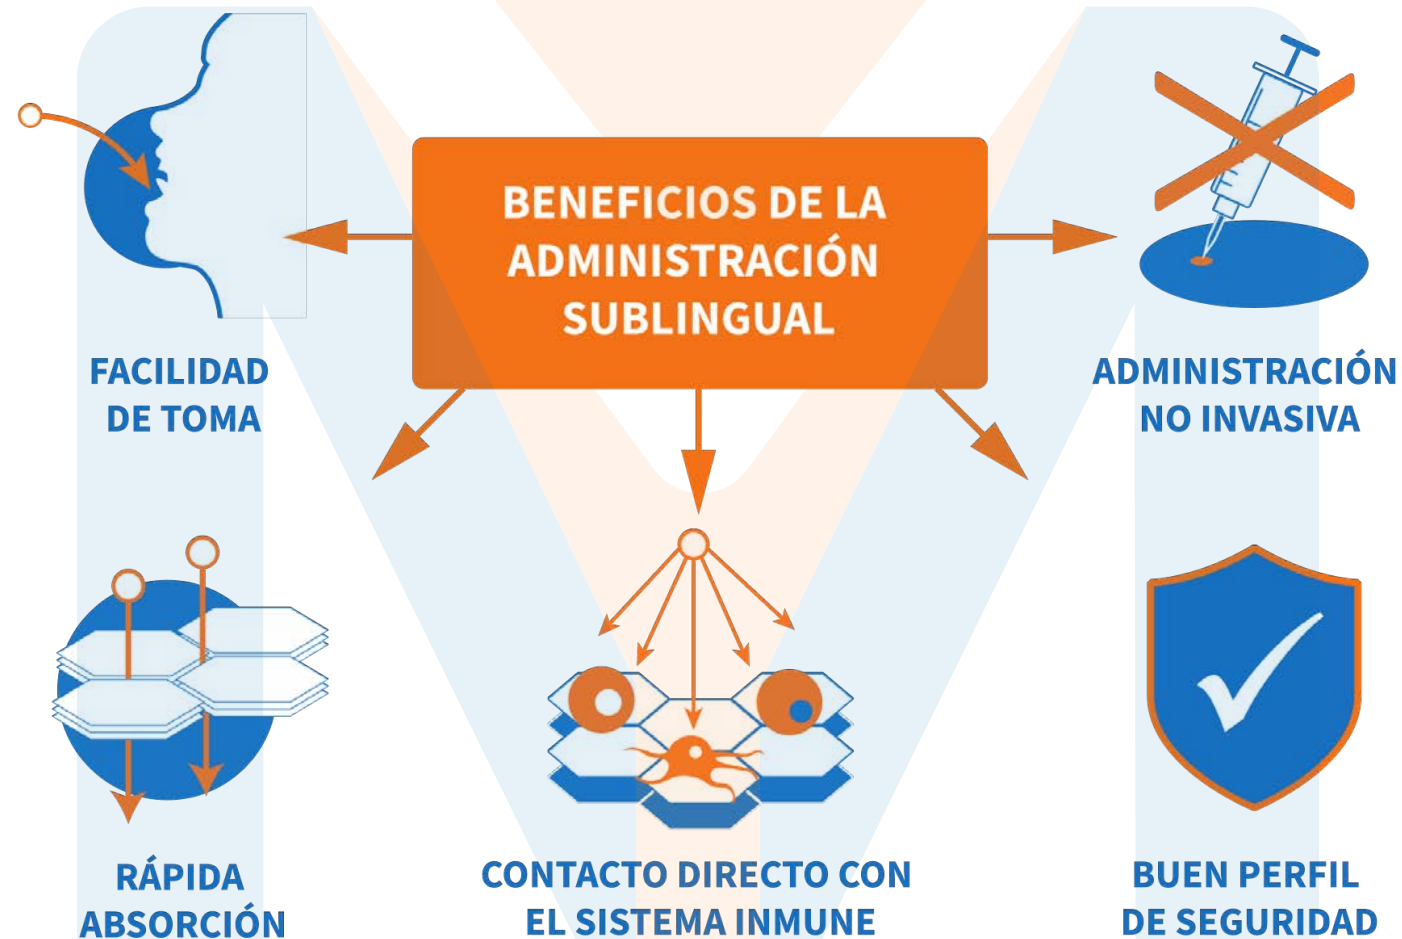 BENEFICIOS DE LA
ADMINISTRACIÓN
SUBLINGUAL
FACILIDAD
DE TOMA
ADMINISTRACIÓN
NO INVASIVA
RÁPIDA
ABSORCIÓN
CONTACTO DIRECTO CON
EL SISTEMA INMUNE
BUEN PERFIL
DE SEGURIDAD